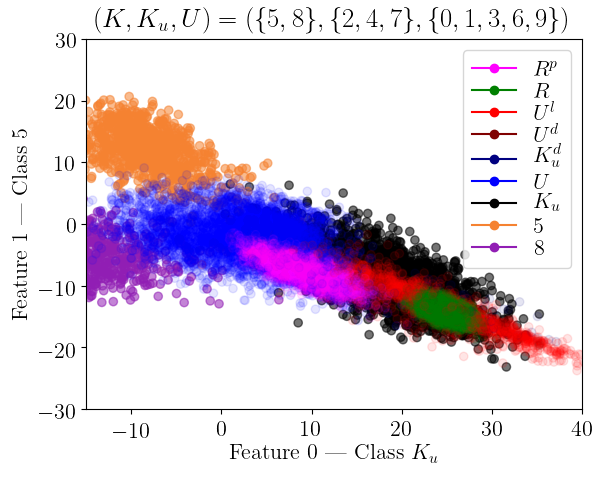 (K, K_u, U) = ({5, 8}, {2, 4, 7}, {0, 1, 3, 6, 9})
R^p
R
U^l
U^d
K_u^d
U
K_u
5
8
30
20
10
0
−10
−20
−30
Feature 1 — Class 5
−10 0 10 20 30 40
Feature 0 — Class K_u